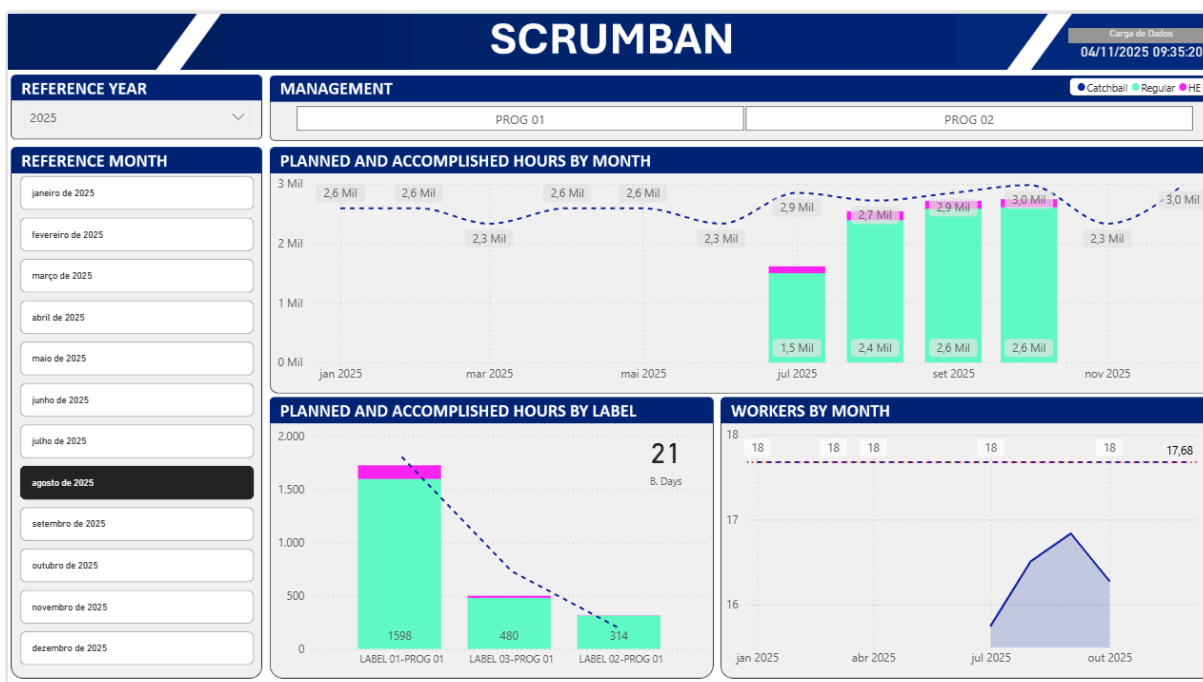 SCRUMBAN
Carga de Dados
04/11/2025 09:35:20
REFERENCE YEAR
2025
MANAGEMENT
Catchball Regular HE
PROG 01 PROG 02
REFERENCE MONTH
janeiro de 2025
fevereiro de 2025
março de 2025
abril de 2025
maio de 2025
junho de 2025
julho de 2025
agosto de 2025
setembro de 2025
outubro de 2025
novembro de 2025
dezembro de 2025
PLANNED AND ACCOMPLISHED HOURS BY MONTH
3 Mil
2 Mil
1 Mil
0 Mil
2,6 Mil 2,6 Mil 2,3 Mil 2,6 Mil 2,6 Mil 2,3 Mil 2,9 Mil 2,7 Mil 2,9 Mil 3,0 Mil 2,3 Mil 3,0 Mil
1,5 Mil 2,4 Mil 2,6 Mil 2,6 Mil
jan 2025 mar 2025 mai 2025 jul 2025 set 2025 nov 2025
PLANNED AND ACCOMPLISHED HOURS BY LABEL
2.000
1.500
1.000
500
0
21
B. Days
1598 480 314
LABEL 01-PROG 01 LABEL 03-PROG 01 LABEL 02-PROG 01
WORKERS BY MONTH
18
17
16
18 18 18 18 18 17,68
jan 2025 abr 2025 jul 2025 out 2025